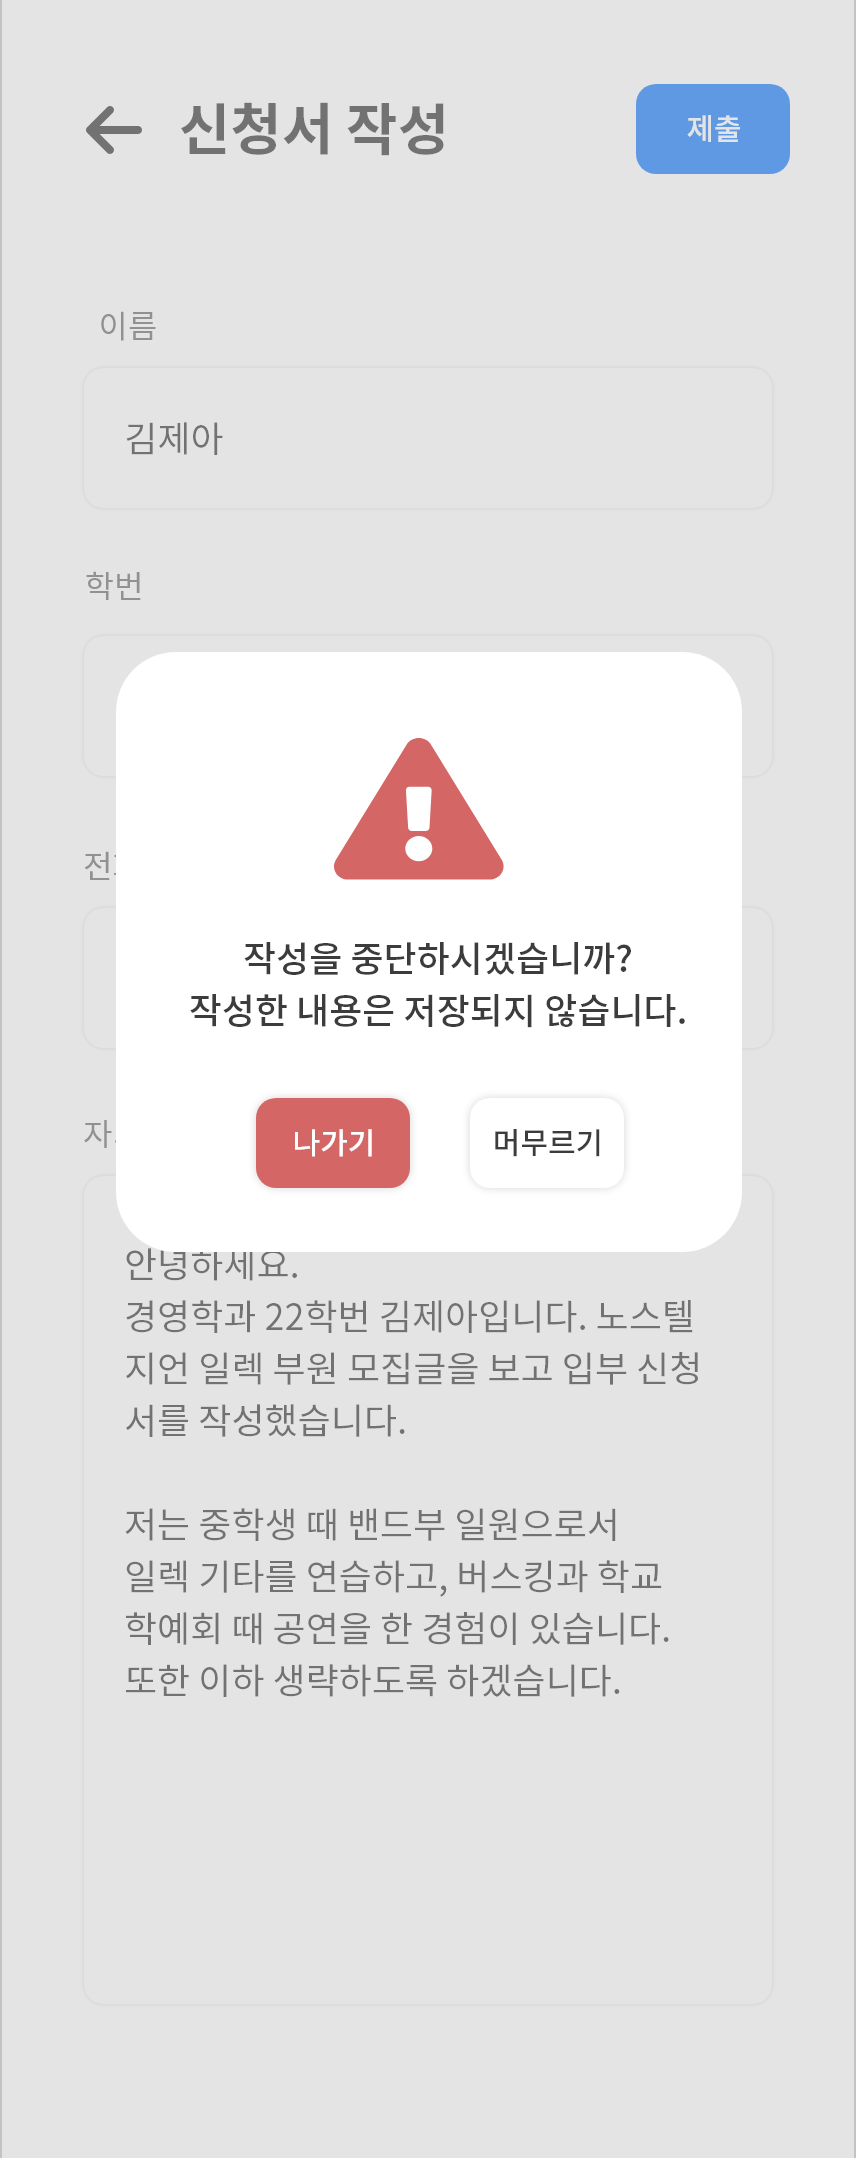 신청서 작성
제출
이름
김제아
학번
작성을 중단하시겠습니까?
작성한 내용은 저장되지 않습니다.
나가기
머무르기
안녕하세요.
경영학과 22학번 김제아입니다. 노스텔
지언 일렉 부원 모집글을 보고 입부 신청
서를 작성했습니다.
저는 중학생 때 밴드부 일원으로서
일렉 기타를 연습하고, 버스킹과 학교
학예회 때 공연을 한 경험이 있습니다.
또한 이하 생략하도록 하겠습니다.